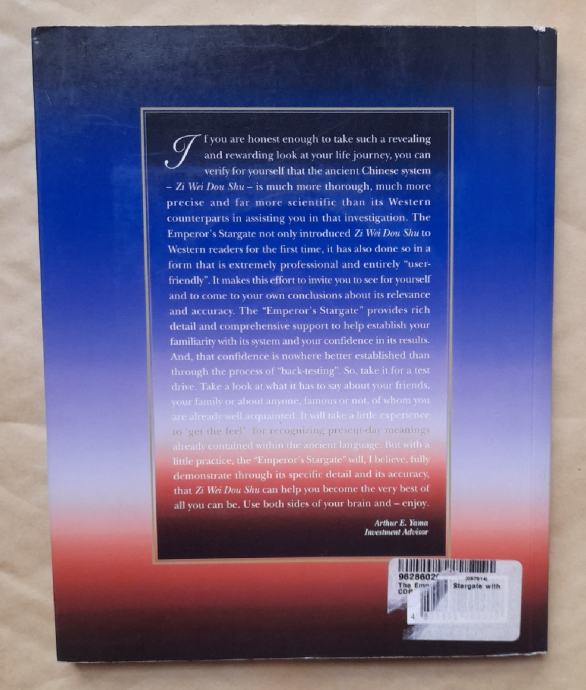 If you are honest enough to take such a revealing
and rewarding look at your life journey, you can
verify for yourself that the ancient Chinese system
– Zi Wei Dou Shu – is much more thorough, much more
precise and far more scientific than its Western
counterparts in assisting you in that investigation. The
Emperor's Stargate not only introduced Zi Wei Dou Shu to
Western readers for the first time, it has also done so in a
form that is extremely professional and entirely "user-
friendly". It makes this effort to invite you to see for yourself
and to come to your own conclusions about its relevance
and accuracy. The "Emperor's Stargate" provides rich
detail and comprehensive support to help establish your
familiarity with its system and your confidence in its results.
And, that confidence is nowhere better established than
through the process of "back-testing". So, take it for a test
drive. Take a look at what it has to say about your friends,
your family or about anyone, famous or not, of whom you
are already well acquainted. It will take a little experience
to "get the feel" for recognizing present-day meanings
already contained within the ancient language. But with a
little practice, the "Emperor's Stargate" will, I believe, fully
demonstrate through its specific detail and its accuracy,
that Zi Wei Dou Shu can help you become the very best of
all you can be. Use both sides of your brain and – enjoy.
Arthur E. Yama
Investment Advisor
Stargate with